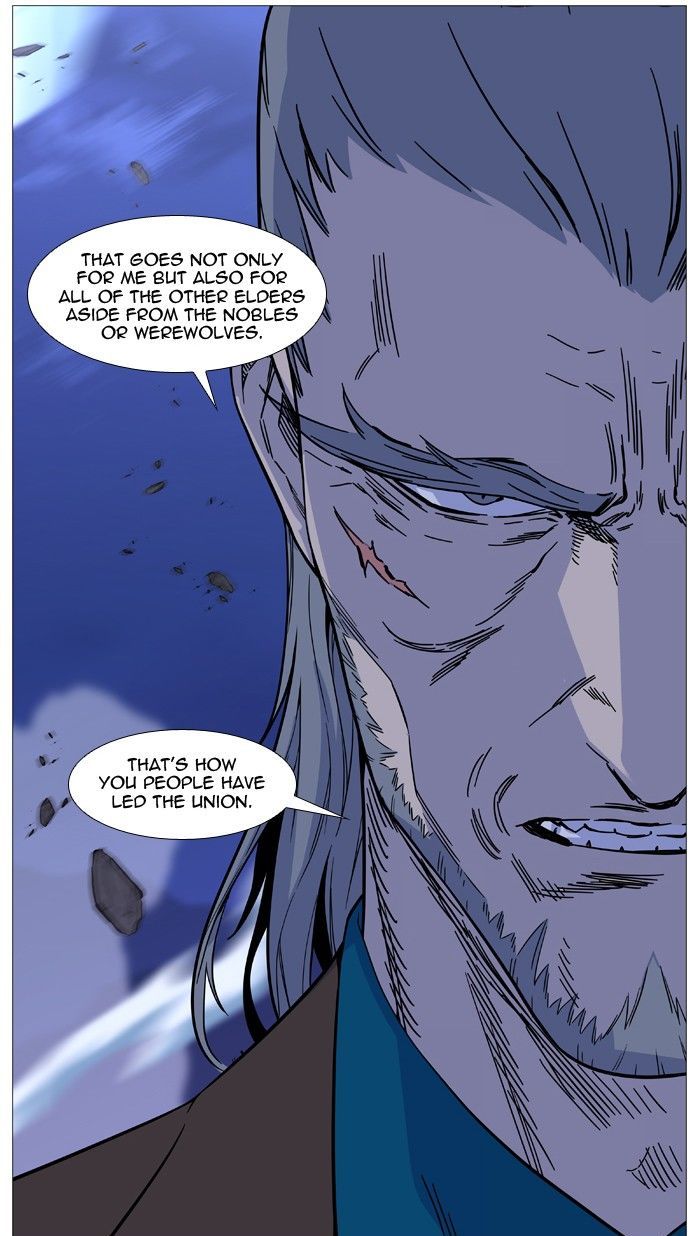 THAT GOES NOT ONLY
FOR ME BUT ALSO FOR
ALL OF THE OTHER ELDERS
ASIDE FROM THE NOBLES
OR WEREWOLVES.
THAT'S HOW
YOU PEOPLE HAVE
LED THE UNION.